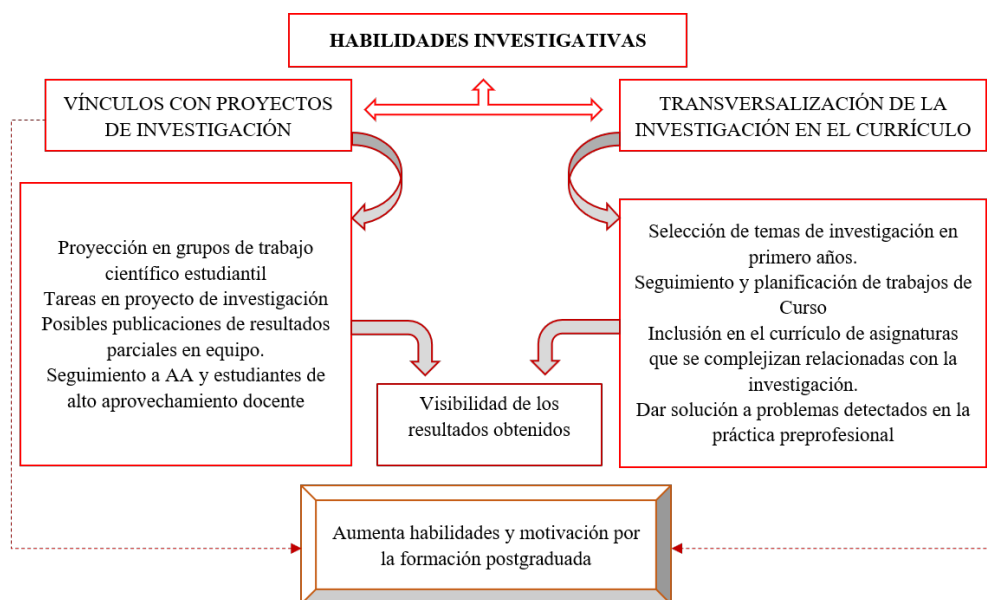 HABILIDADES INVESTIGATIVAS
VÍNCULOS CON PROYECTOS
DE INVESTIGACIÓN
TRANSVERSALIZACIÓN DE LA
INVESTIGACIÓN EN EL CURRÍCULO
Proyección en grupos de trabajo
científico estudiantil
Tareas en proyecto de investigación
Posibles publicaciones de resultados
parciales en equipo.
Seguimiento a AA y estudiantes de
alto aprovechamiento docente
Selección de temas de investigación en
primero años.
Seguimiento y planificación de trabajos de
Curso
Inclusión en el currículo de asignaturas
que se complejizan relacionadas con la
investigación.
Dar solución a problemas detectados en la
práctica preprofesional
Visibilidad de los
resultados obtenidos
Aumenta habilidades y motivación por
la formación postgraduada